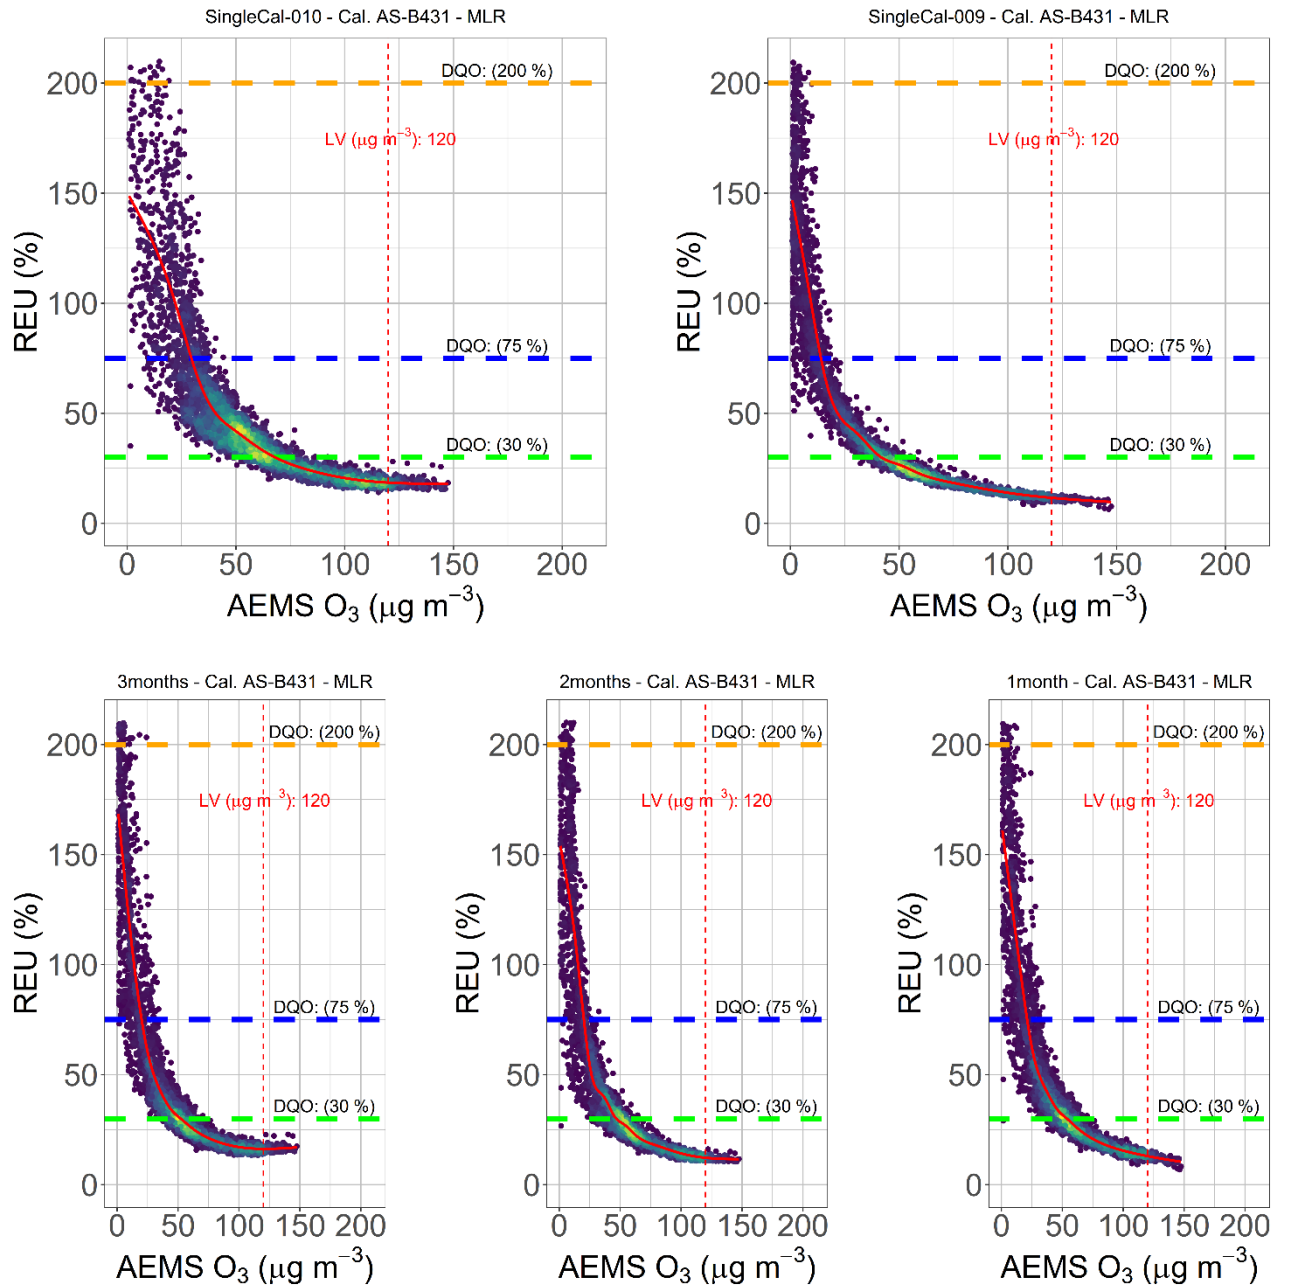 SingleCal-010 - Cal. AS-B431 - MLR
200
150
100
50
0
REU (%)
DQO: (200 %)
LV (μg m⁻³): 120
DQO: (75 %)
DQO: (30 %)
0 50 100 150 200
AEMS O₃ (μg m⁻³)
SingleCal-009 - Cal. AS-B431 - MLR
200
150
100
50
0
REU (%)
DQO: (200 %)
LV (μg m⁻³): 120
DQO: (75 %)
DQO: (30 %)
0 50 100 150 200
AEMS O₃ (μg m⁻³)
3months - Cal. AS-B431 - MLR
200
150
100
50
0
REU (%)
DQO: (200 %)
LV (μg m⁻³): 120
DQO: (75 %)
DQO: (30 %)
0 50 100 150 200
AEMS O₃ (μg m⁻³)
2months - Cal. AS-B431 - MLR
200
150
100
50
0
REU (%)
DQO: (200 %)
LV (μg m⁻³): 120
DQO: (75 %)
DQO: (30 %)
0 50 100 150 200
AEMS O₃ (μg m⁻³)
1month - Cal. AS-B431 - MLR
200
150
100
50
0
REU (%)
DQO: (200 %)
LV (μg m⁻³): 120
DQO: (75 %)
DQO: (30 %)
0 50 100 150 200
AEMS O₃ (μg m⁻³)